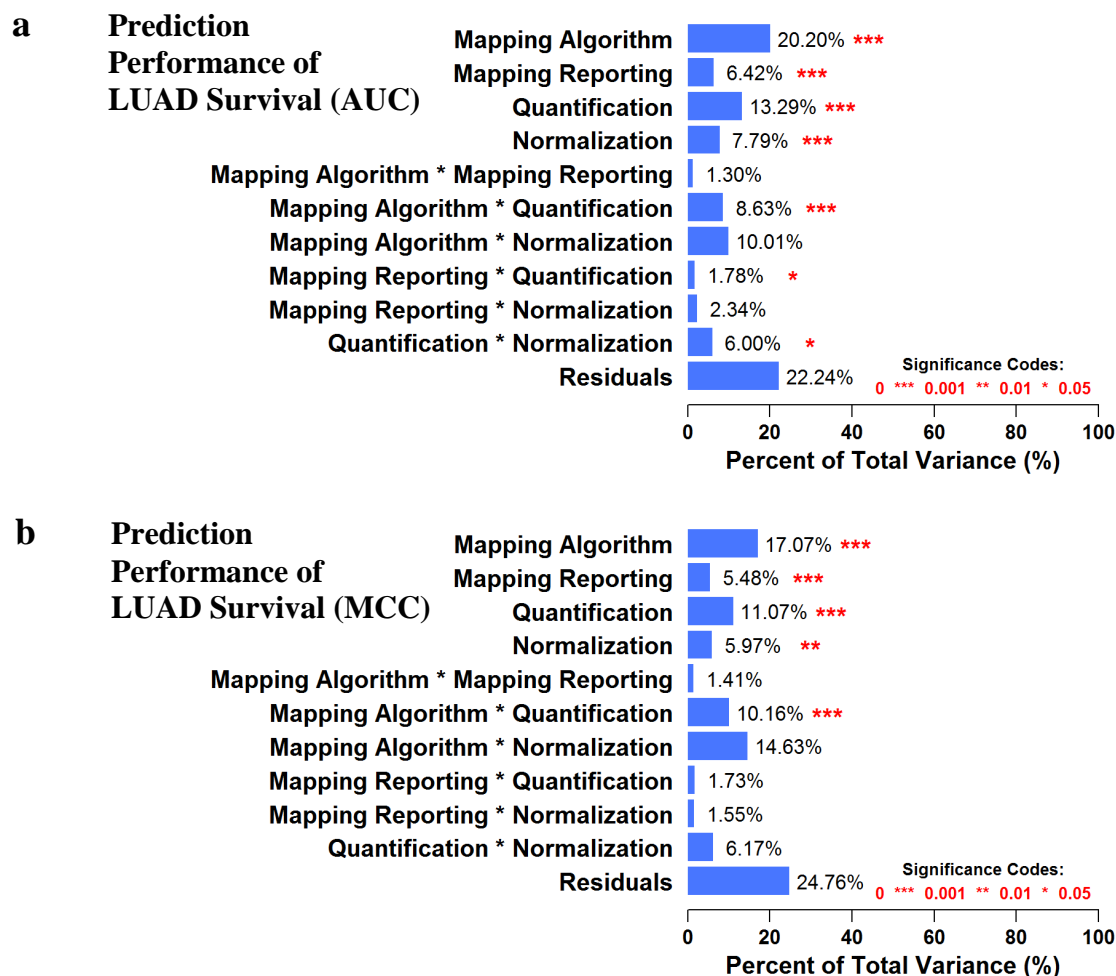 a
Prediction
Performance of
LUAD Survival (AUC)
Mapping Algorithm 20.20% ***
Mapping Reporting 6.42% ***
Quantification 13.29% ***
Normalization 7.79% ***
Mapping Algorithm * Mapping Reporting 1.30%
Mapping Algorithm * Quantification 8.63% ***
Mapping Algorithm * Normalization 10.01%
Mapping Reporting * Quantification 1.78% *
Mapping Reporting * Normalization 2.34%
Quantification * Normalization 6.00% *
Residuals 22.24%
Significance Codes:
0 *** 0.001 ** 0.01 * 0.05
0 20 40 60 80 100
Percent of Total Variance (%)
b
Prediction
Performance of
LUAD Survival (MCC)
Mapping Algorithm 17.07% ***
Mapping Reporting 5.48% ***
Quantification 11.07% ***
Normalization 5.97% **
Mapping Algorithm * Mapping Reporting 1.41%
Mapping Algorithm * Quantification 10.16% ***
Mapping Algorithm * Normalization 14.63%
Mapping Reporting * Quantification 1.73%
Mapping Reporting * Normalization 1.55%
Quantification * Normalization 6.17%
Residuals 24.76%
Significance Codes:
0 *** 0.001 ** 0.01 * 0.05
0 20 40 60 80 100
Percent of Total Variance (%)